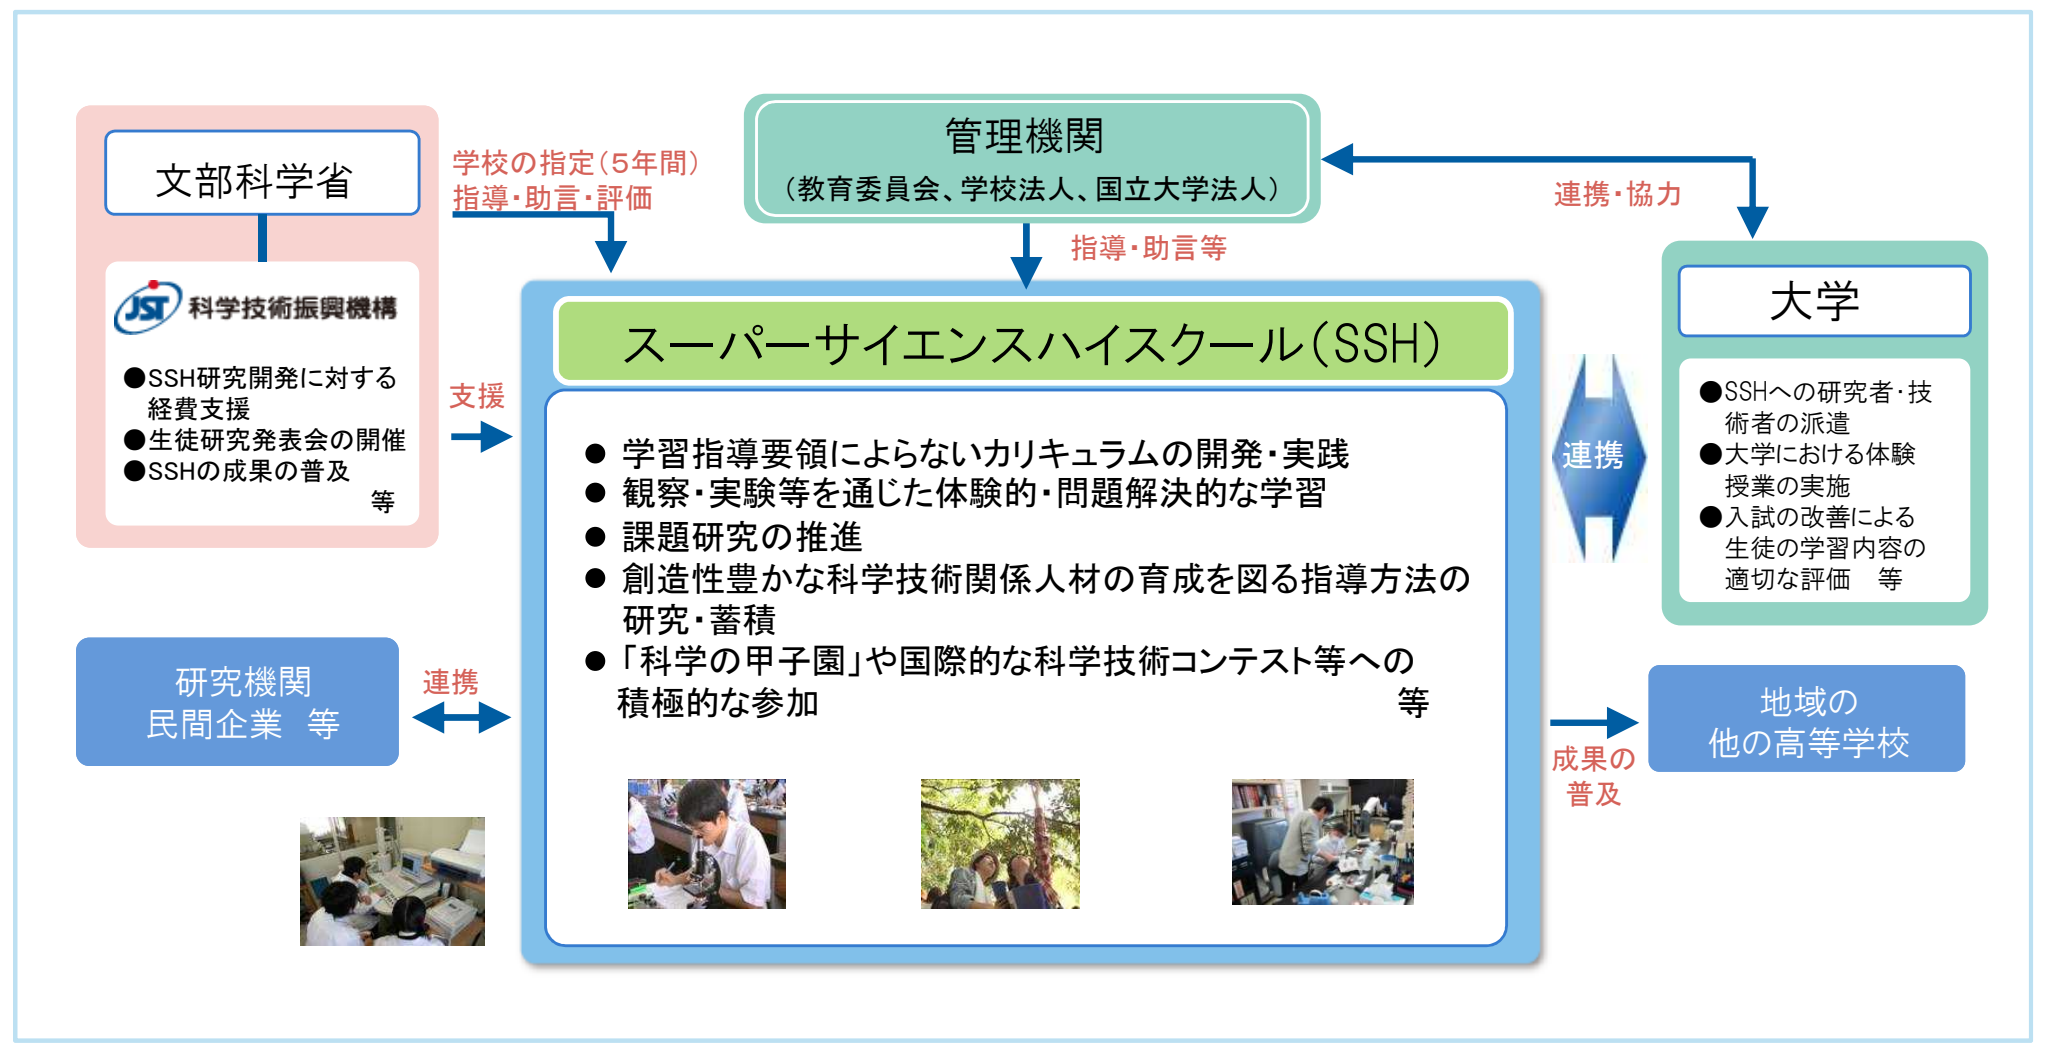 文部科学省
JST 科学技術振興機構
●SSH研究開発に対する
経費支援
●生徒研究発表会の開催
●SSHの成果の普及
等
学校の指定(5年間)
指導・助言・評価
支援
管理機関
(教育委員会、学校法人、国立大学法人)
指導・助言等
連携・協力
スーパーサイエンスハイスクール(SSH)
● 学習指導要領によらないカリキュラムの開発・実践
● 観察・実験等を通じた体験的・問題解決的な学習
● 課題研究の推進
● 創造性豊かな科学技術関係人材の育成を図る指導方法の
研究・蓄積
● 「科学の甲子園」や国際的な科学技術コンテスト等への
積極的な参加 等
連携
大学
●SSHへの研究者・技
術者の派遣
●大学における体験
授業の実施
●入試の改善による
生徒の学習内容の
適切な評価 等
研究機関
民間企業 等
連携
成果の
普及
地域の
他の高等学校